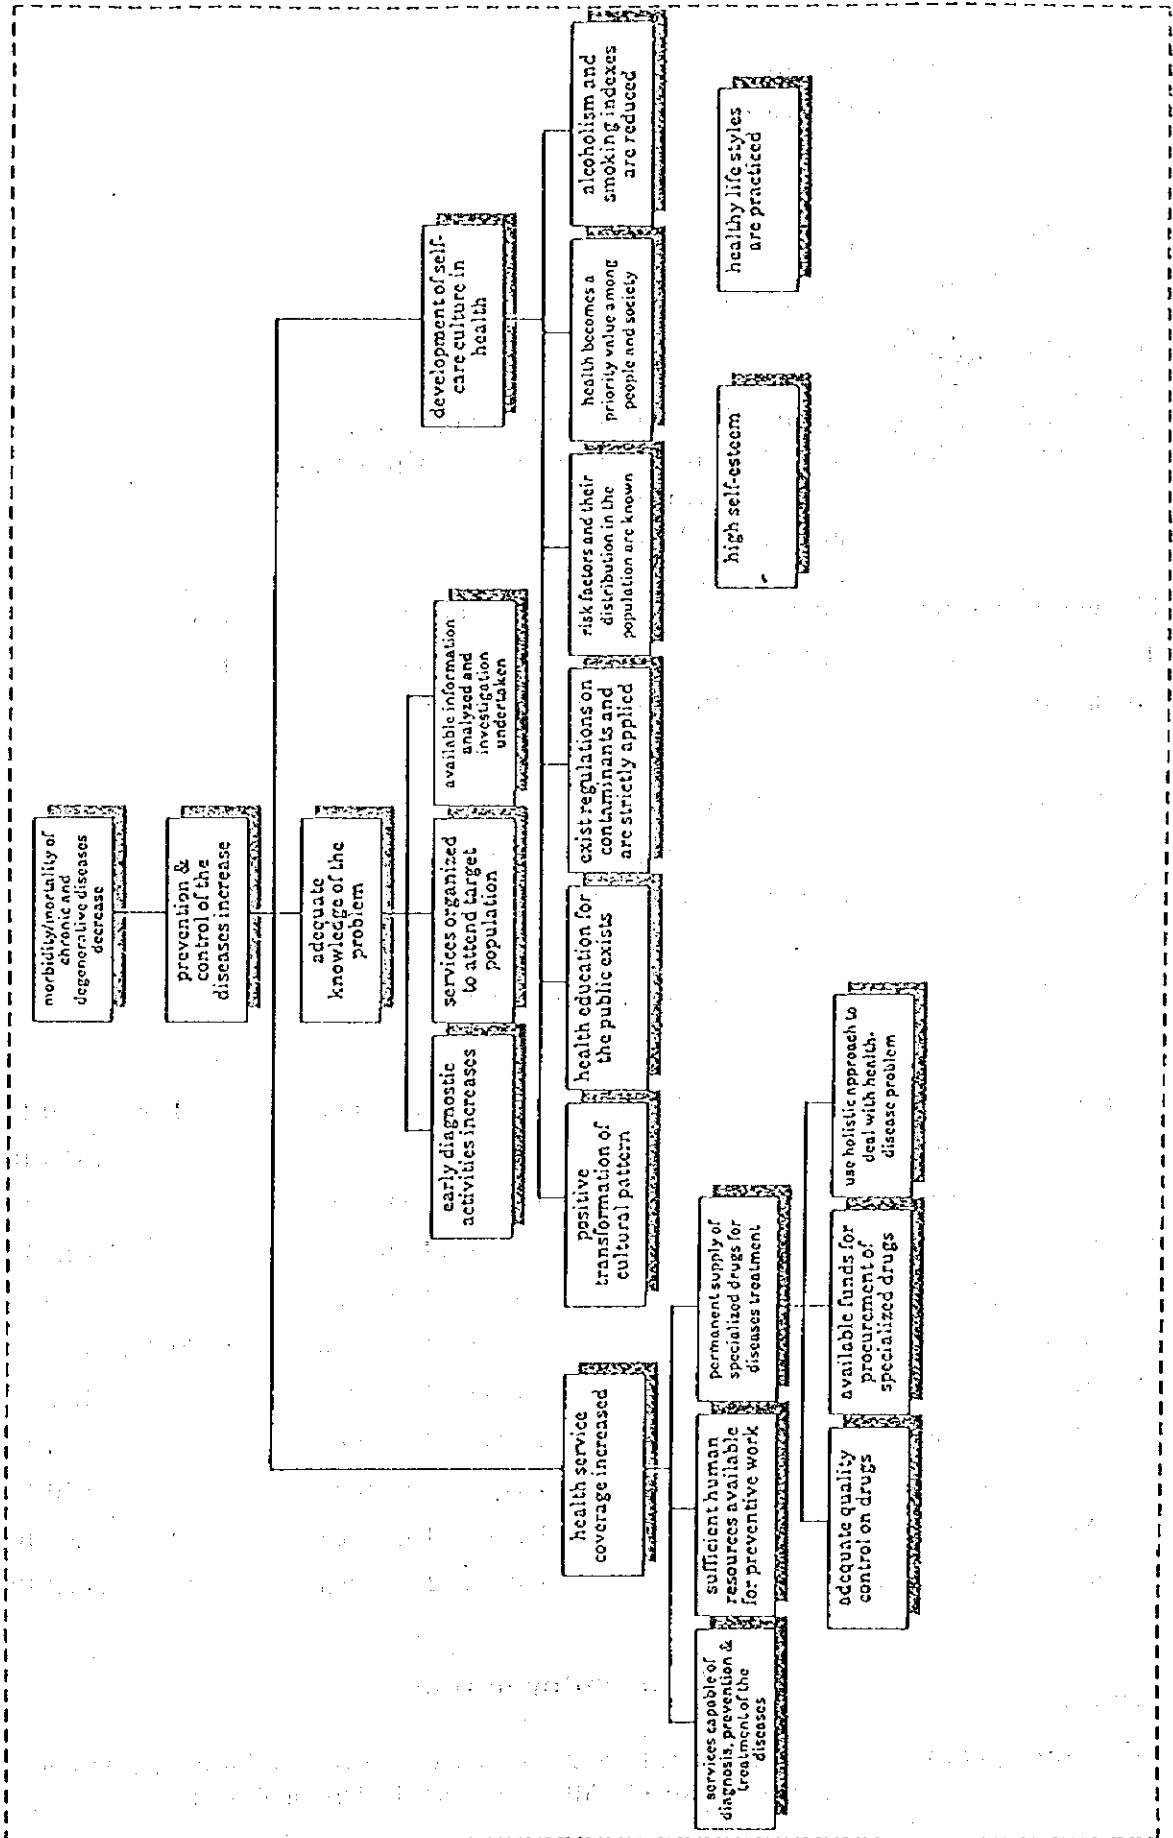 morbidity/mortality of
chronic and
degenerative diseases
decrease
prevention &
control of the
diseases increase
health service
coverage increased
adequate
knowledge of the
problem
development of self-
care culture in
health
early diagnostic
activities increases
services organized
to attend target
population
available information
analyzed and
investigation
undertaken
positive
transformation of
cultural pattern
health education for
the public exists
exist regulations on
contaminants and
are strictly applied
risk factors and their
distribution in the
population are known
health becomes a
priority value among
people and society
alcoholism and
smoking indexes
are reduced
services capable of
diagnosis, prevention &
treatment of the
diseases
sufficient human
resources available
for preventive work
permanent supply of
specialized drugs for
diseases treatment
high self-esteem
healthy life styles
are practiced
adequate quality
control on drugs
available funds for
procurement of
specialized drugs
use holistic approach to
deal with health-
disease problem